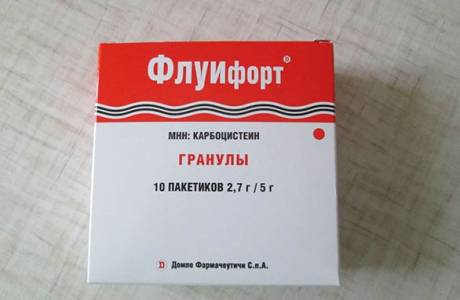 Флуифорт®
МНН: КАРБОЦИСТЕИН
ГРАНУЛЫ
10 ПАКЕТИКОВ 2,7 г / 5 г
Домпе Фармачеутичи С.п.А.